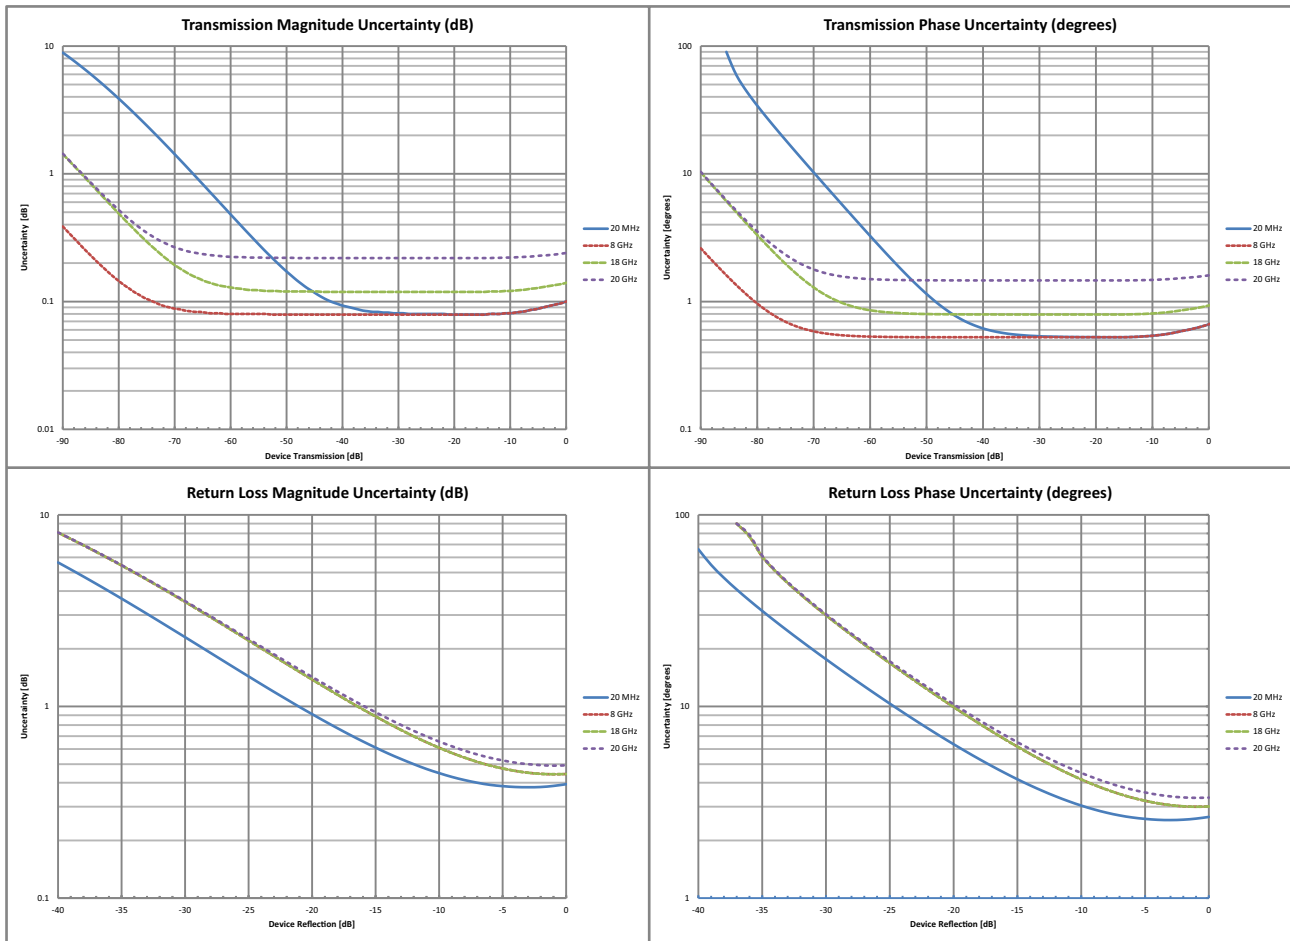 Transmission Magnitude Uncertainty (dB)
10
1
0.1
0.01
Uncertainty [dB]
-90 -80 -70 -60 -50 -40 -30 -20 -10 0
Device Transmission [dB]
20 MHz
8 GHz
18 GHz
20 GHz
Transmission Phase Uncertainty (degrees)
100
10
1
0.1
Uncertainty [degrees]
-90 -80 -70 -60 -50 -40 -30 -20 -10 0
Device Transmission [dB]
20 MHz
8 GHz
18 GHz
20 GHz
Return Loss Magnitude Uncertainty (dB)
10
1
0.1
Uncertainty [dB]
-40 -35 -30 -25 -20 -15 -10 -5 0
Device Reflection [dB]
20 MHz
8 GHz
18 GHz
20 GHz
Return Loss Phase Uncertainty (degrees)
100
10
1
Uncertainty [degrees]
-40 -35 -30 -25 -20 -15 -10 -5 0
Device Reflection [dB]
20 MHz
8 GHz
18 GHz
20 GHz